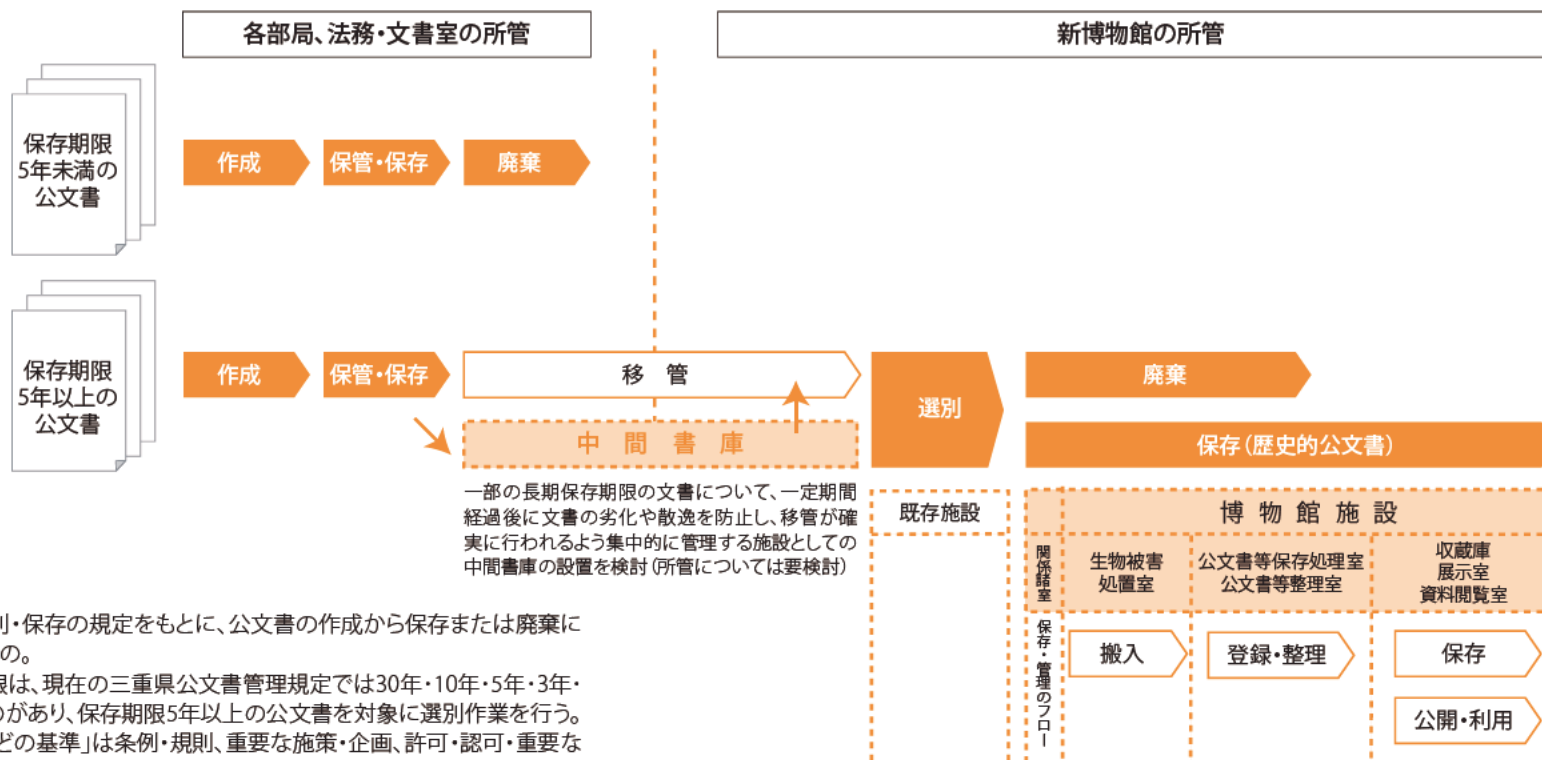 各部局、法務・文書室の所管
新博物館の所管
保存期限
5年未満の
公文書
作成
保管・保存
廃棄
保存期限
5年以上の
公文書
作成
保管・保存
移 管
中 間 書 庫
選別
廃棄
保存(歴史的公文書)
一部の長期保存期限の文書について、一定期間
経過後に文書の劣化や散逸を防止し、移管が確
実に行われるよう集中的に管理する施設としての
中間書庫の設置を検討(所管については要検討)
既存施設
博 物 館 施 設
関係諸室
生物被害
処置室
公文書等保存処理室
公文書等整理室
収蔵庫
展示室
資料閲覧室
保存・管理のフロー
搬入
登録・整理
保存
公開・利用
・保存の規定をもとに、公文書の作成から保存または廃棄に
の。
は、現在の三重県公文書管理規定では30年・10年・5年・3年・
のがあり、保存期限5年以上の公文書を対象に選別作業を行う。
どの基準」は条例・規則、重要な施策・企画、許可・認可・重要な